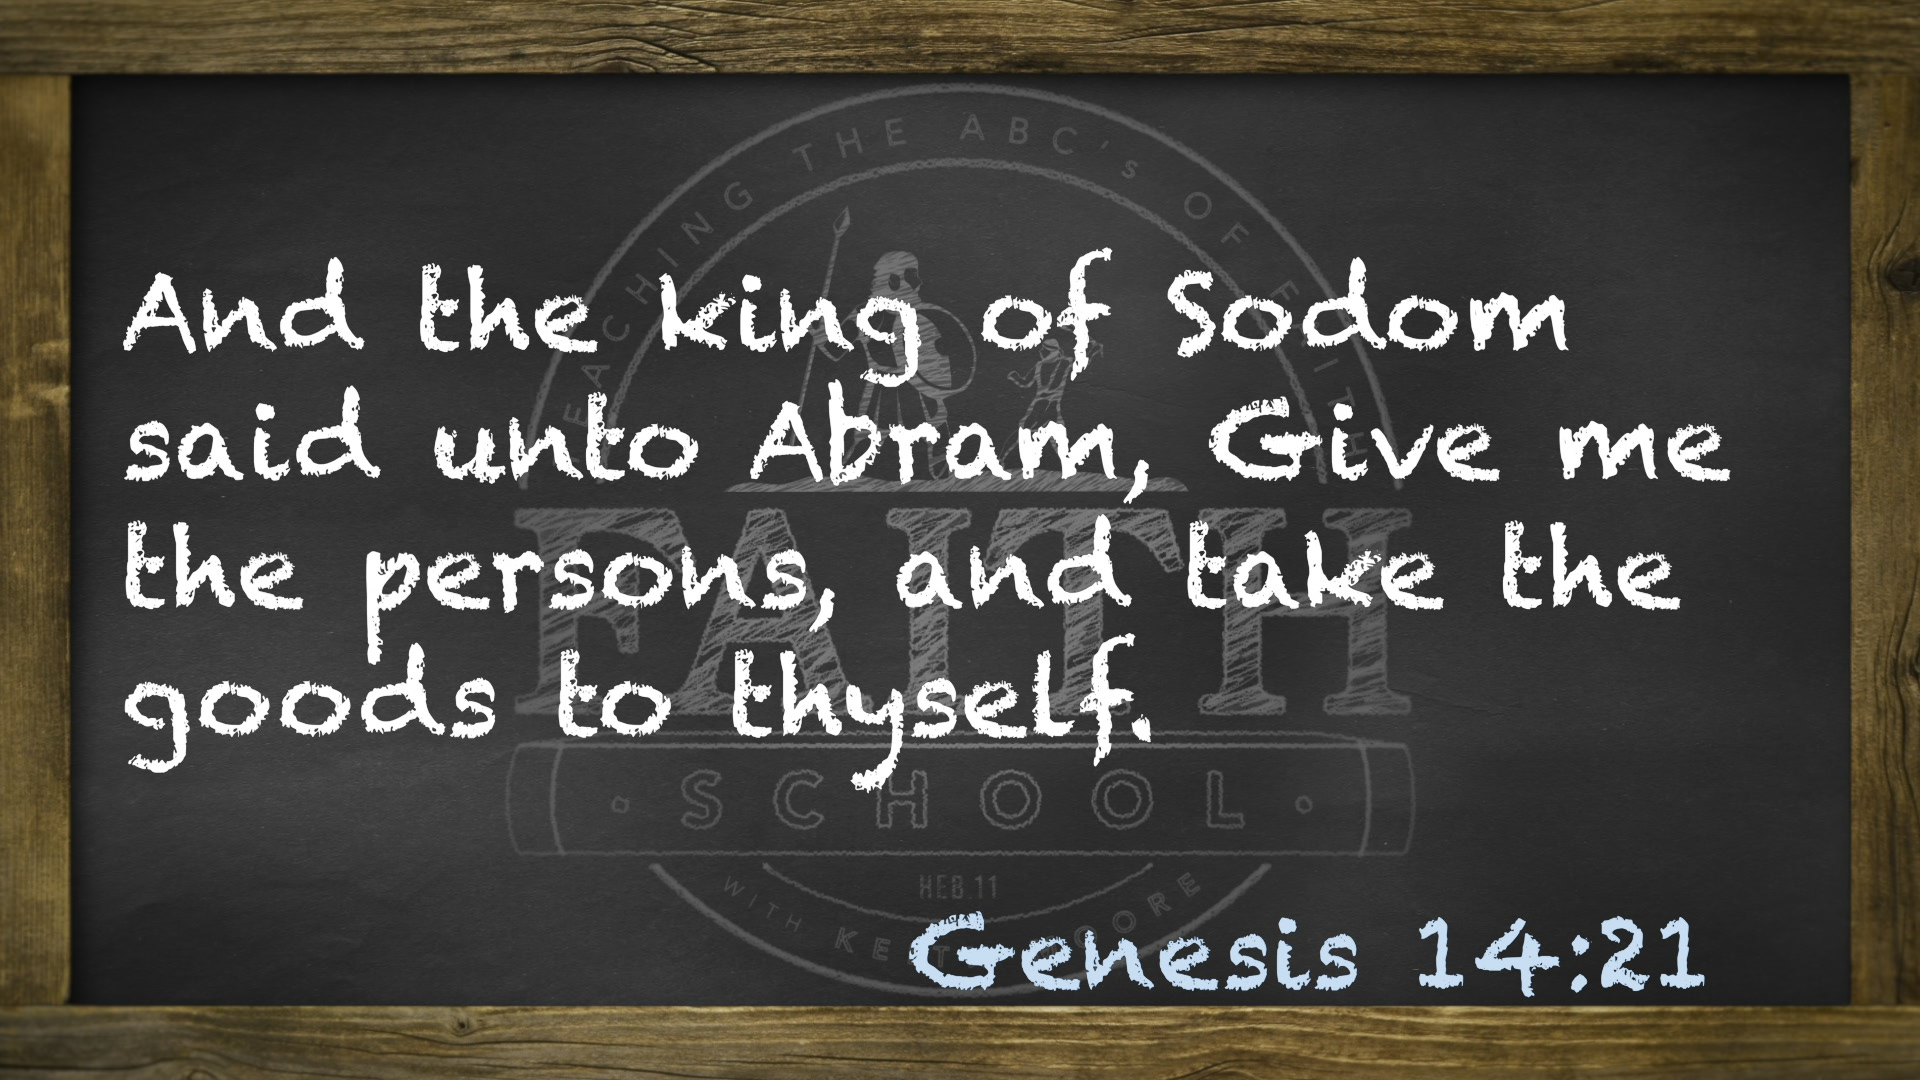 TEACHING THE ABC's OF FAITH
And the king of Sodom
said unto Abram, Give me
the persons, and take the
goods to thyself.
FAITH
SCHOOL
HEB.11
WITH
Genesis 14:21